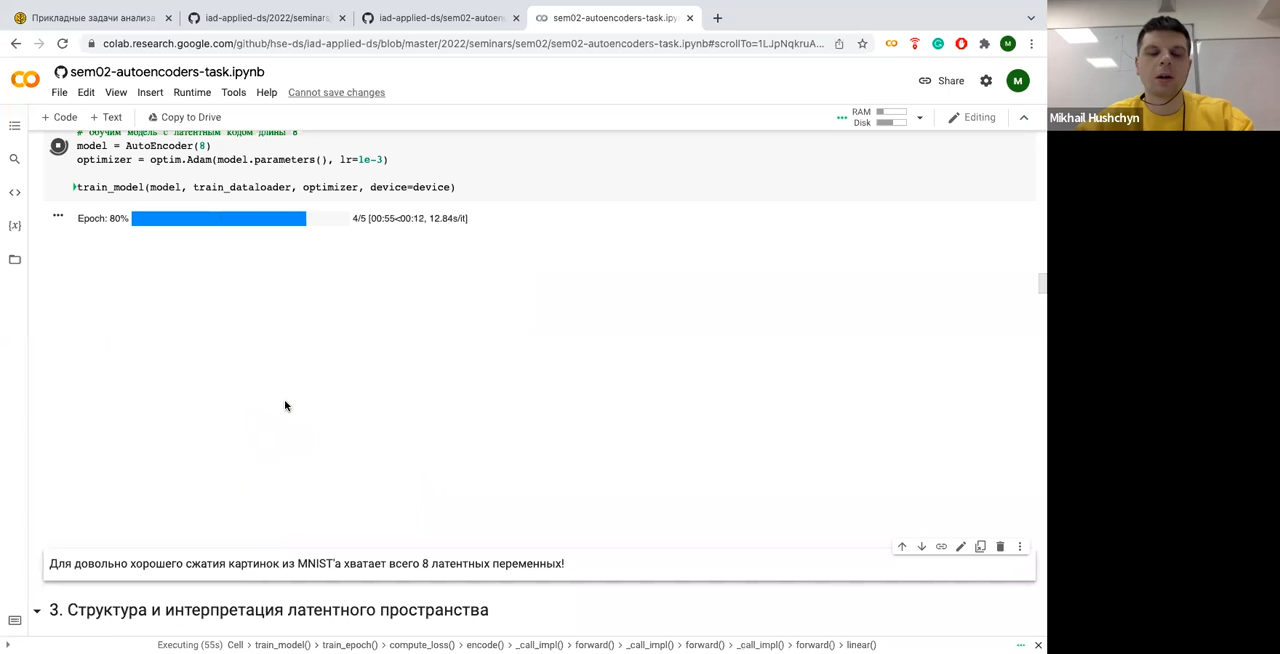 Прикладные задачи анализа
iad-applied-ds/2022/seminars
iad-applied-ds/sem02-autoen
sem02-autoencoders-task.ipy
colab.research.google.com/github/hse-ds/iad-applied-ds/blob/master/2022/seminars/sem02/sem02-autoencoders-task.ipynb#scrollTo=1LJpNqkruA...
M
sem02-autoencoders-task.ipynb
Share
M
File Edit View Insert Runtime Tools Help Cannot save changes
+ Code + Text Copy to Drive
RAM
Disk
Editing
Mikhail Hushchyn
# обучим модель с латентным кодом длины 8
model = AutoEncoder(8)
optimizer = optim.Adam(model.parameters(), lr=1e-3)
train_model(model, train_dataloader, optimizer, device=device)
Epoch: 80% 4/5 [00:55<00:12, 12.84s/it]
{x}
Для довольно хорошего сжатия картинок из MNIST'а хватает всего 8 латентных переменных!
3. Структура и интерпретация латентного пространства
Executing (55s) Cell > train_model() > train_epoch() > compute_loss() > encode() > _call_impl() > forward() > _call_impl() > forward() > _call_impl() > forward() > linear()